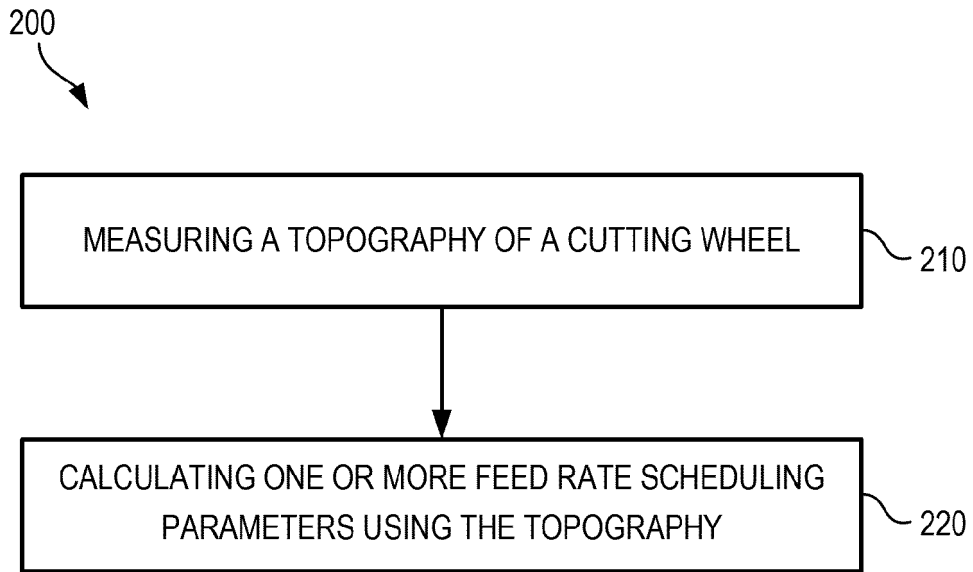 200
MEASURING A TOPOGRAPHY OF A CUTTING WHEEL
210
CALCULATING ONE OR MORE FEED RATE SCHEDULING
PARAMETERS USING THE TOPOGRAPHY
220